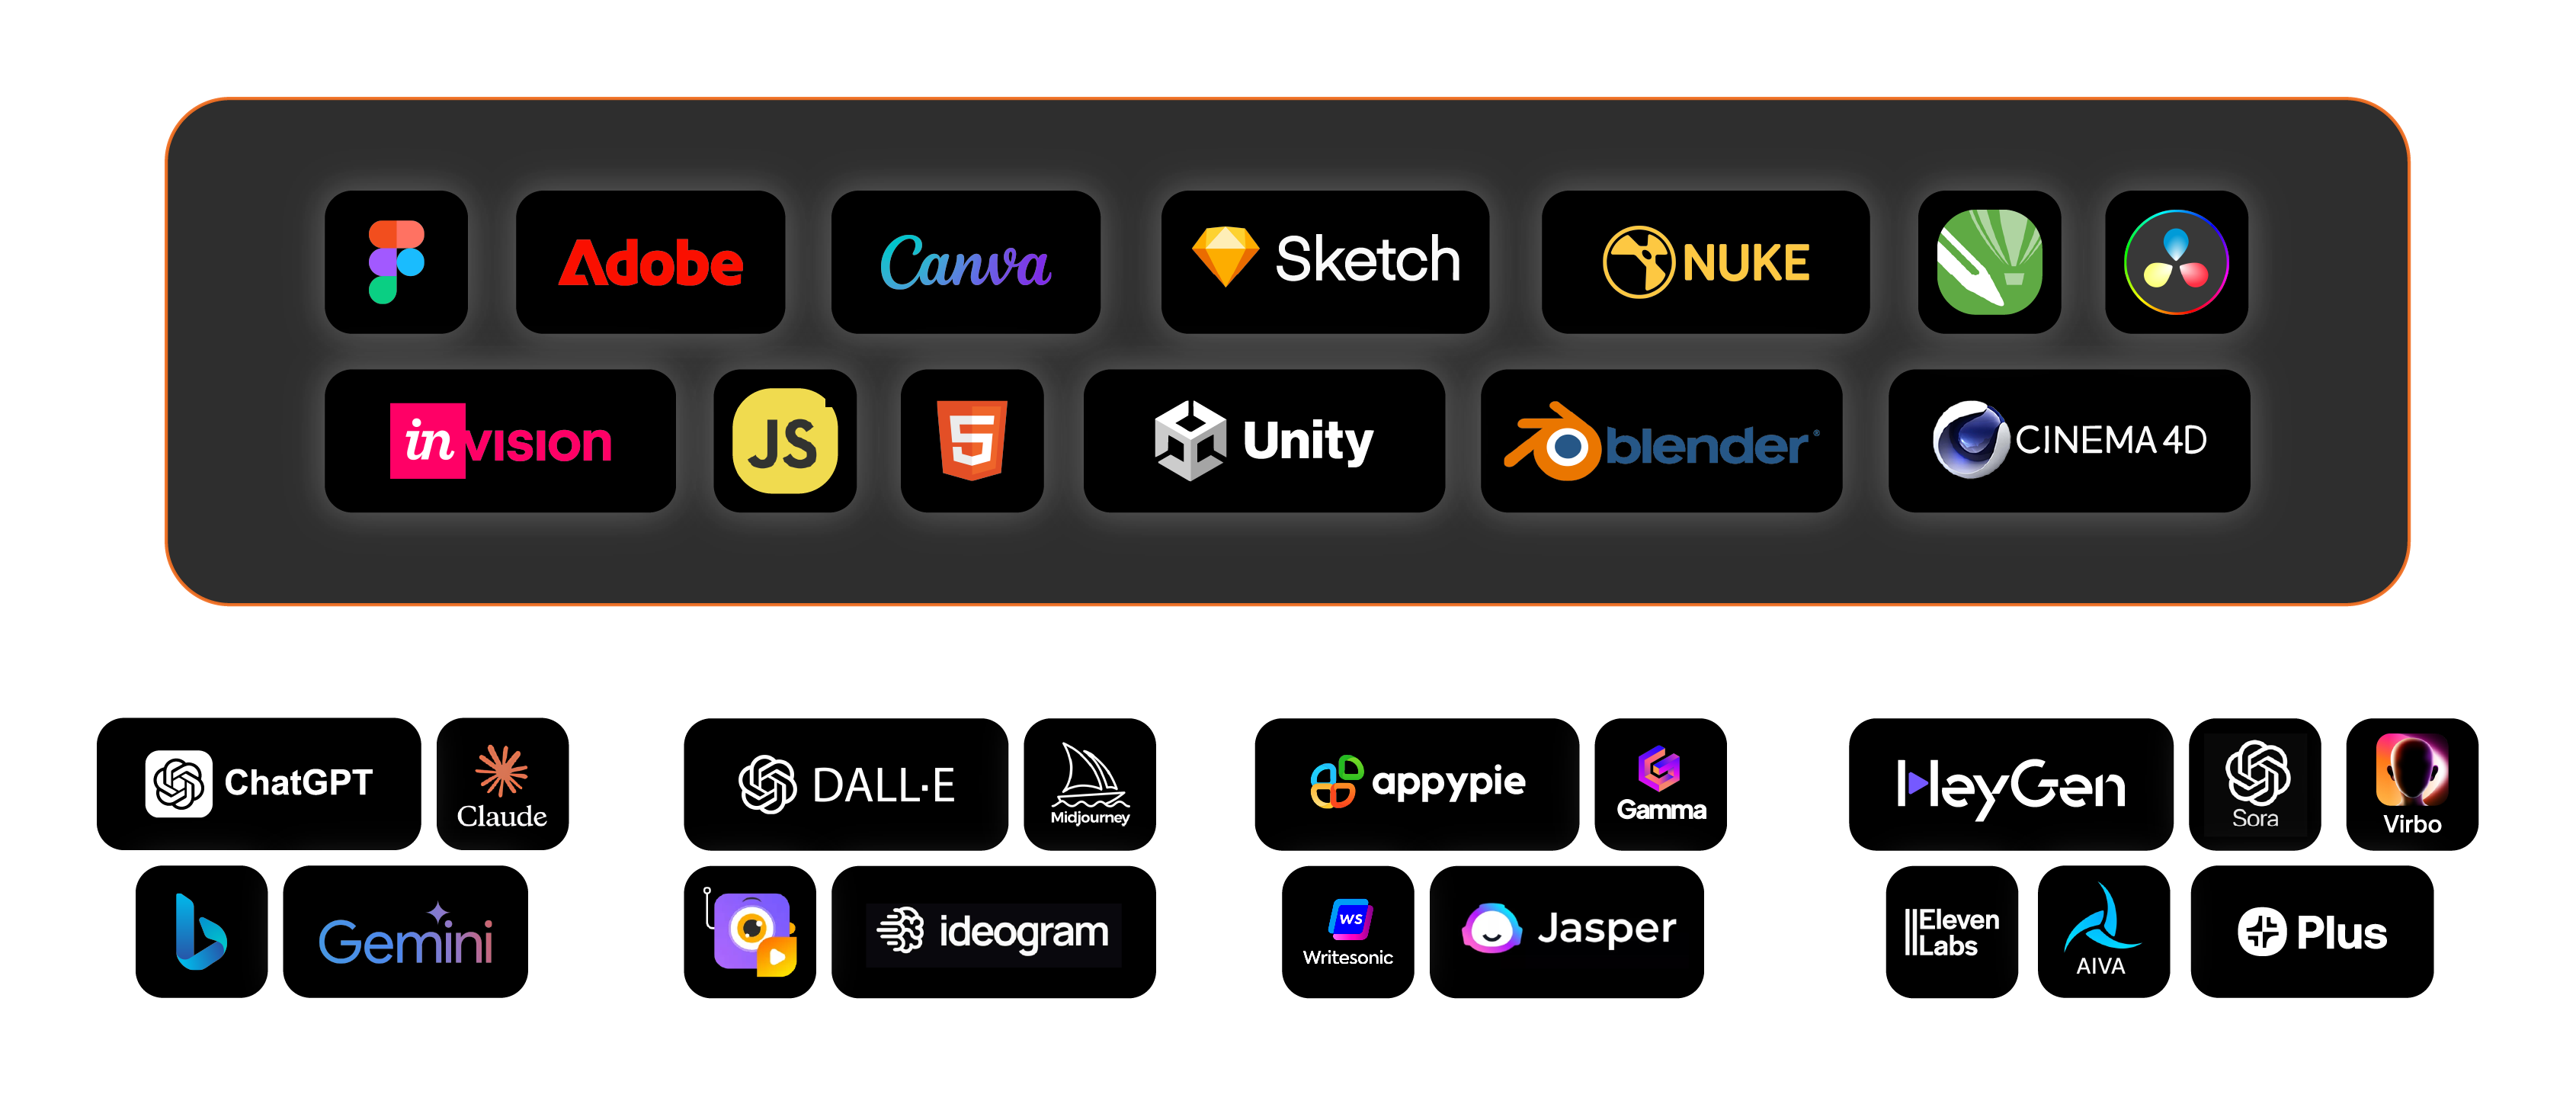 Adobe
Canva
Sketch
NUKE
in
VISION
JS
5
Unity
blender®
CINEMA 4D
ChatGPT
Claude
DALL·E
Midjourney
appypie
Gamma
HeyGen
Sora
Virbo
b
Gemini
ideogram
WS
Writesonic
Jasper
||Eleven
Labs
AIVA
Plus